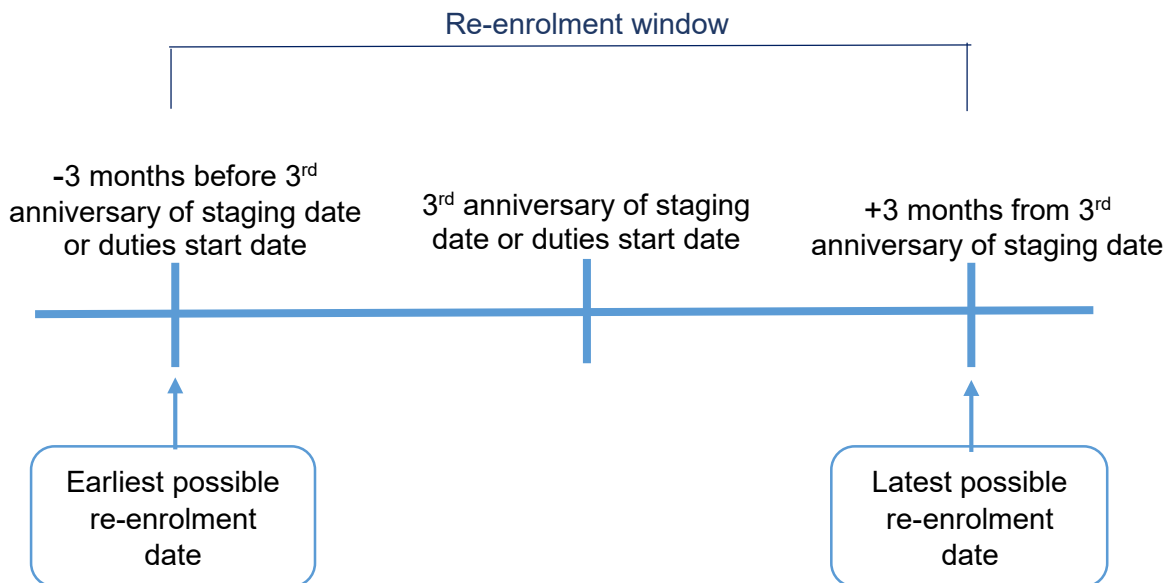 Re-enrolment window
-3 months before 3rd
anniversary of staging date
or duties start date
3rd anniversary of staging
date or duties start date
+3 months from 3rd
anniversary of staging date
Earliest possible
re-enrolment
date
Latest possible
re-enrolment
date